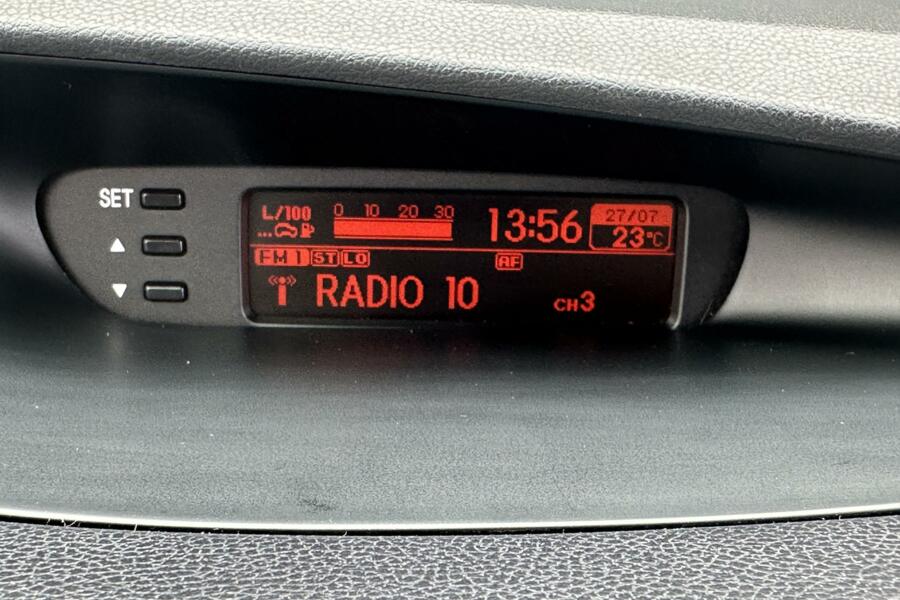 SET
L/100 0 10 20 30 13:56 27/07
23°C
FM 1 ST LO AF
RADIO 10 CH3